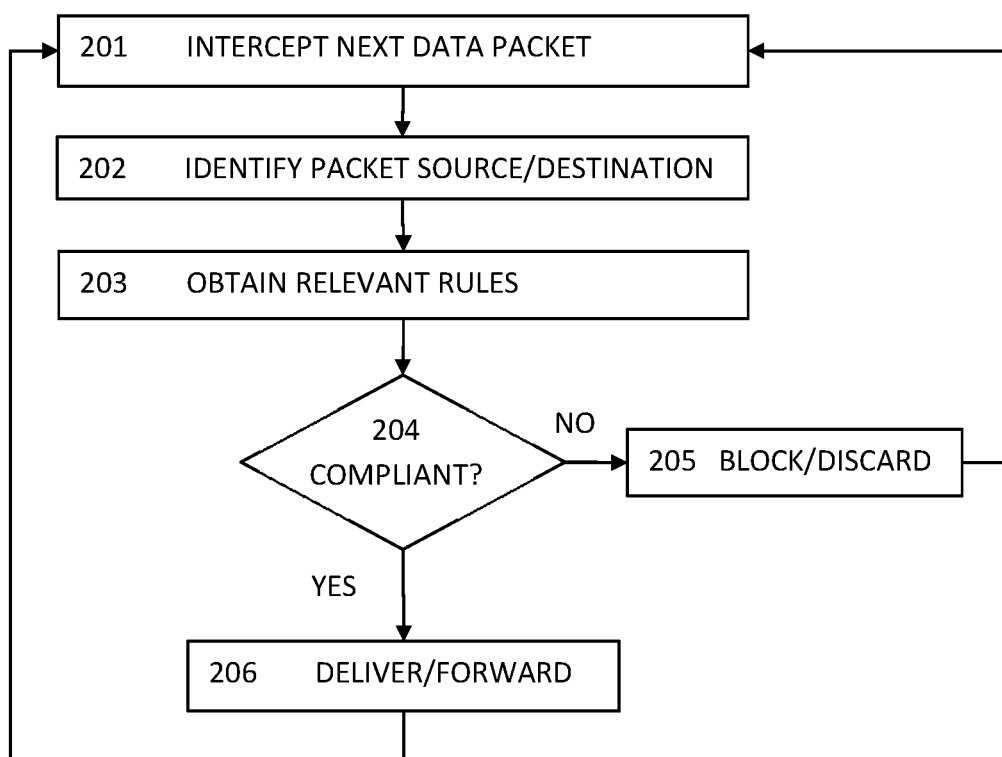 201 INTERCEPT NEXT DATA PACKET
202 IDENTIFY PACKET SOURCE/DESTINATION
203 OBTAIN RELEVANT RULES
204
COMPLIANT?
NO
205 BLOCK/DISCARD
YES
206 DELIVER/FORWARD